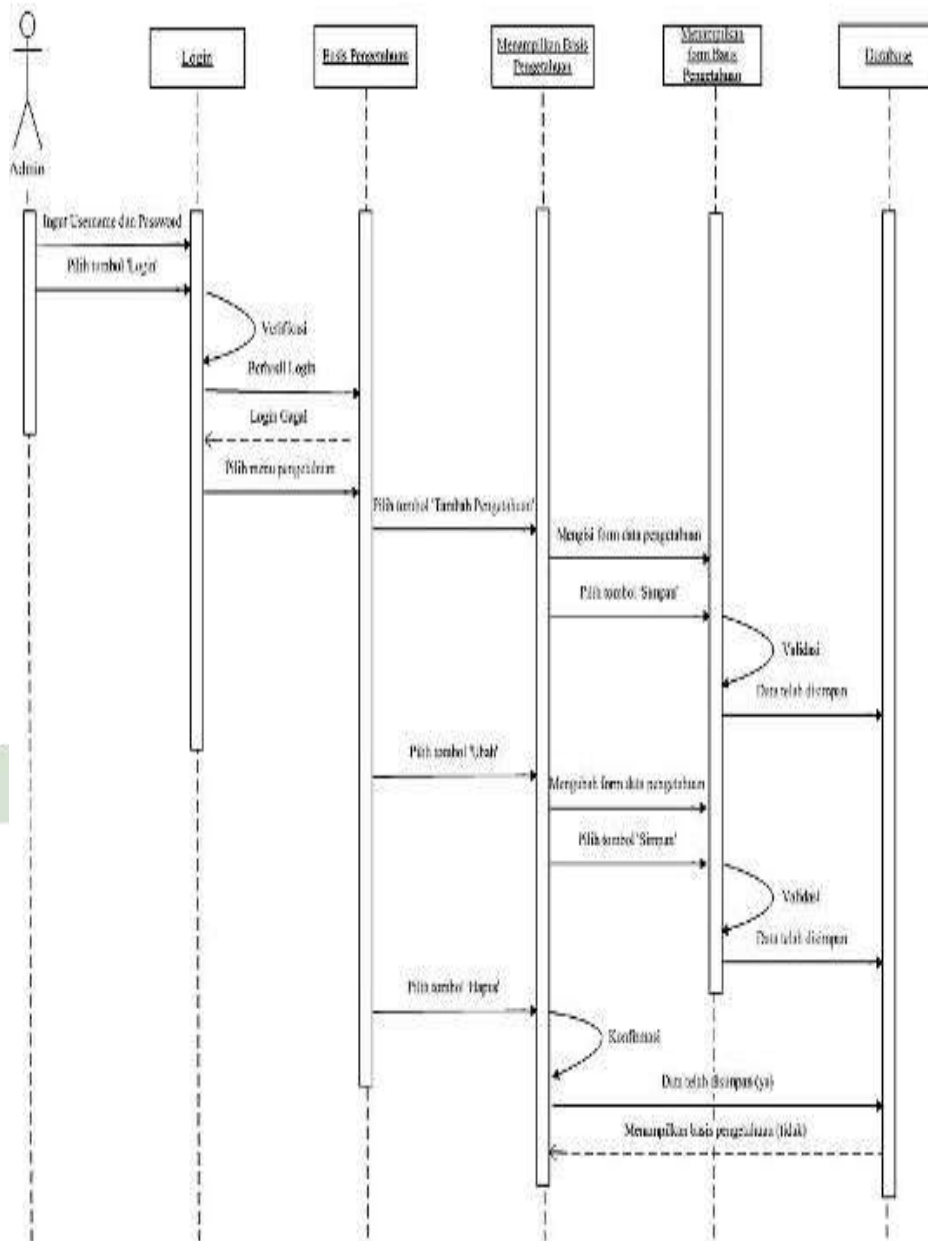 Login
Basis Pengetahuan
Menampilkan Basis
Pengetahuan
Menampilkan
form Basis
Pengetahuan
Database
Admin
Input Username dan Password
Pilih tombol 'Login'
Verifikasi
Berhasil Login
Login Gagal
Pilih menu pengetahuan
Pilih tombol 'Tambah Pengetahuan'
Mengisi form data pengetahuan
Pilih tombol 'Simpan'
Validasi
Data telah disimpan
Pilih tombol 'Ubah'
Mengubah form data pengetahuan
Pilih tombol 'Simpan'
Validasi
Data telah disimpan
Pilih tombol 'Hapus'
Konfirmasi
Data telah disimpan (ya)
Menampilkan basis pengetahuan (tidak)